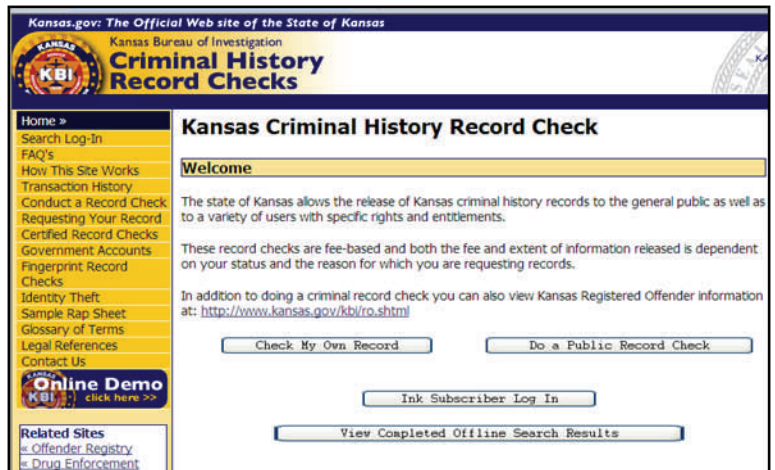 Kansas.gov: The Official Web site of the State of Kansas
Kansas Bureau of Investigation
Criminal History
Record Checks
KANSAS
KBI
SEAL
KA
Home »
Search Log-In
FAQ's
How This Site Works
Transaction History
Conduct a Record Check
Requesting Your Record
Certified Record Checks
Government Accounts
Fingerprint Record
Checks
Identity Theft
Sample Rap Sheet
Glossary of Terms
Legal References
Contact Us
KANSAS
KBI
Online Demo
click here >>
Related Sites
« Offender Registry
« Drug Enforcement
Kansas Criminal History Record Check
Welcome
The state of Kansas allows the release of Kansas criminal history records to the general public as well as
to a variety of users with specific rights and entitlements.
These record checks are fee-based and both the fee and extent of information released is dependent
on your status and the reason for which you are requesting records.
In addition to doing a criminal record check you can also view Kansas Registered Offender information
at: http://www.kansas.gov/kbi/ro.shtml
Check My Own Record
Do a Public Record Check
Ink Subscriber Log In
View Completed Offline Search Results